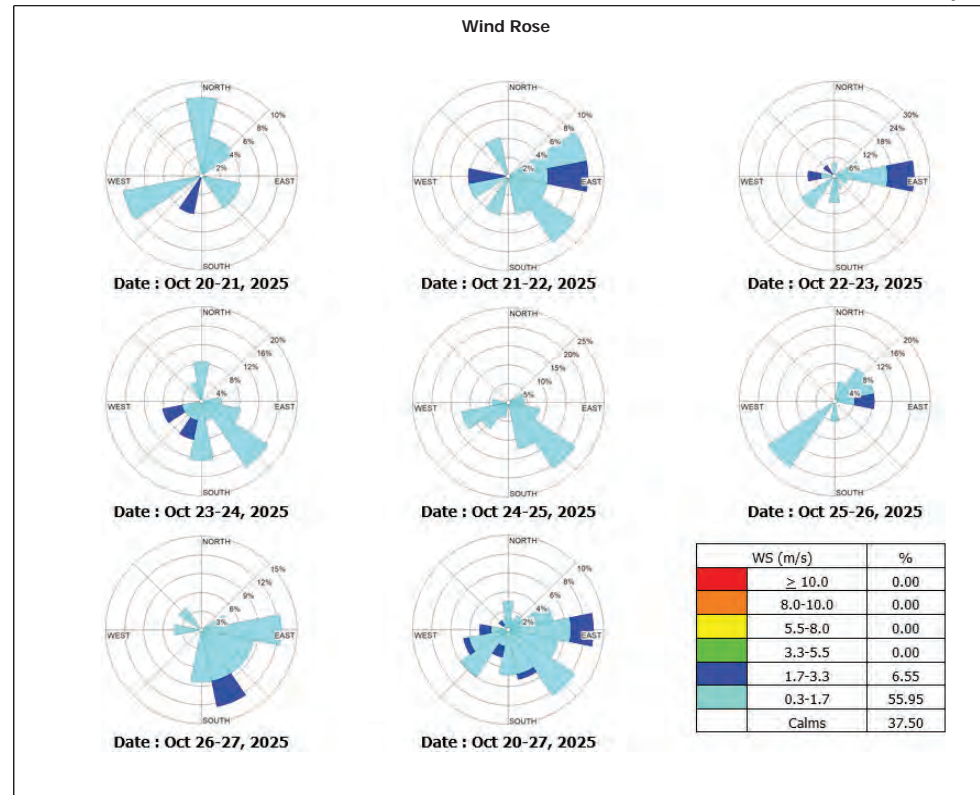 Wind Rose
NORTH
10%
8%
6%
4%
2%
WEST
EAST
SOUTH
Date : Oct 20-21, 2025
NORTH
10%
8%
6%
4%
2%
WEST
EAST
SOUTH
Date : Oct 21-22, 2025
NORTH
30%
24%
18%
12%
6%
WEST
EAST
SOUTH
Date : Oct 22-23, 2025
NORTH
20%
16%
12%
8%
4%
WEST
EAST
SOUTH
Date : Oct 23-24, 2025
NORTH
25%
20%
15%
10%
5%
WEST
EAST
SOUTH
Date : Oct 24-25, 2025
NORTH
20%
16%
12%
8%
4%
WEST
EAST
SOUTH
Date : Oct 25-26, 2025
NORTH
15%
12%
9%
3%
WEST
EAST
SOUTH
Date : Oct 26-27, 2025
NORTH
10%
8%
6%
4%
2%
WEST
EAST
SOUTH
Date : Oct 20-27, 2025
WS (m/s) %
≥ 10.0 0.00
8.0-10.0 0.00
5.5-8.0 0.00
3.3-5.5 0.00
1.7-3.3 6.55
0.3-1.7 55.95
Calms 37.50